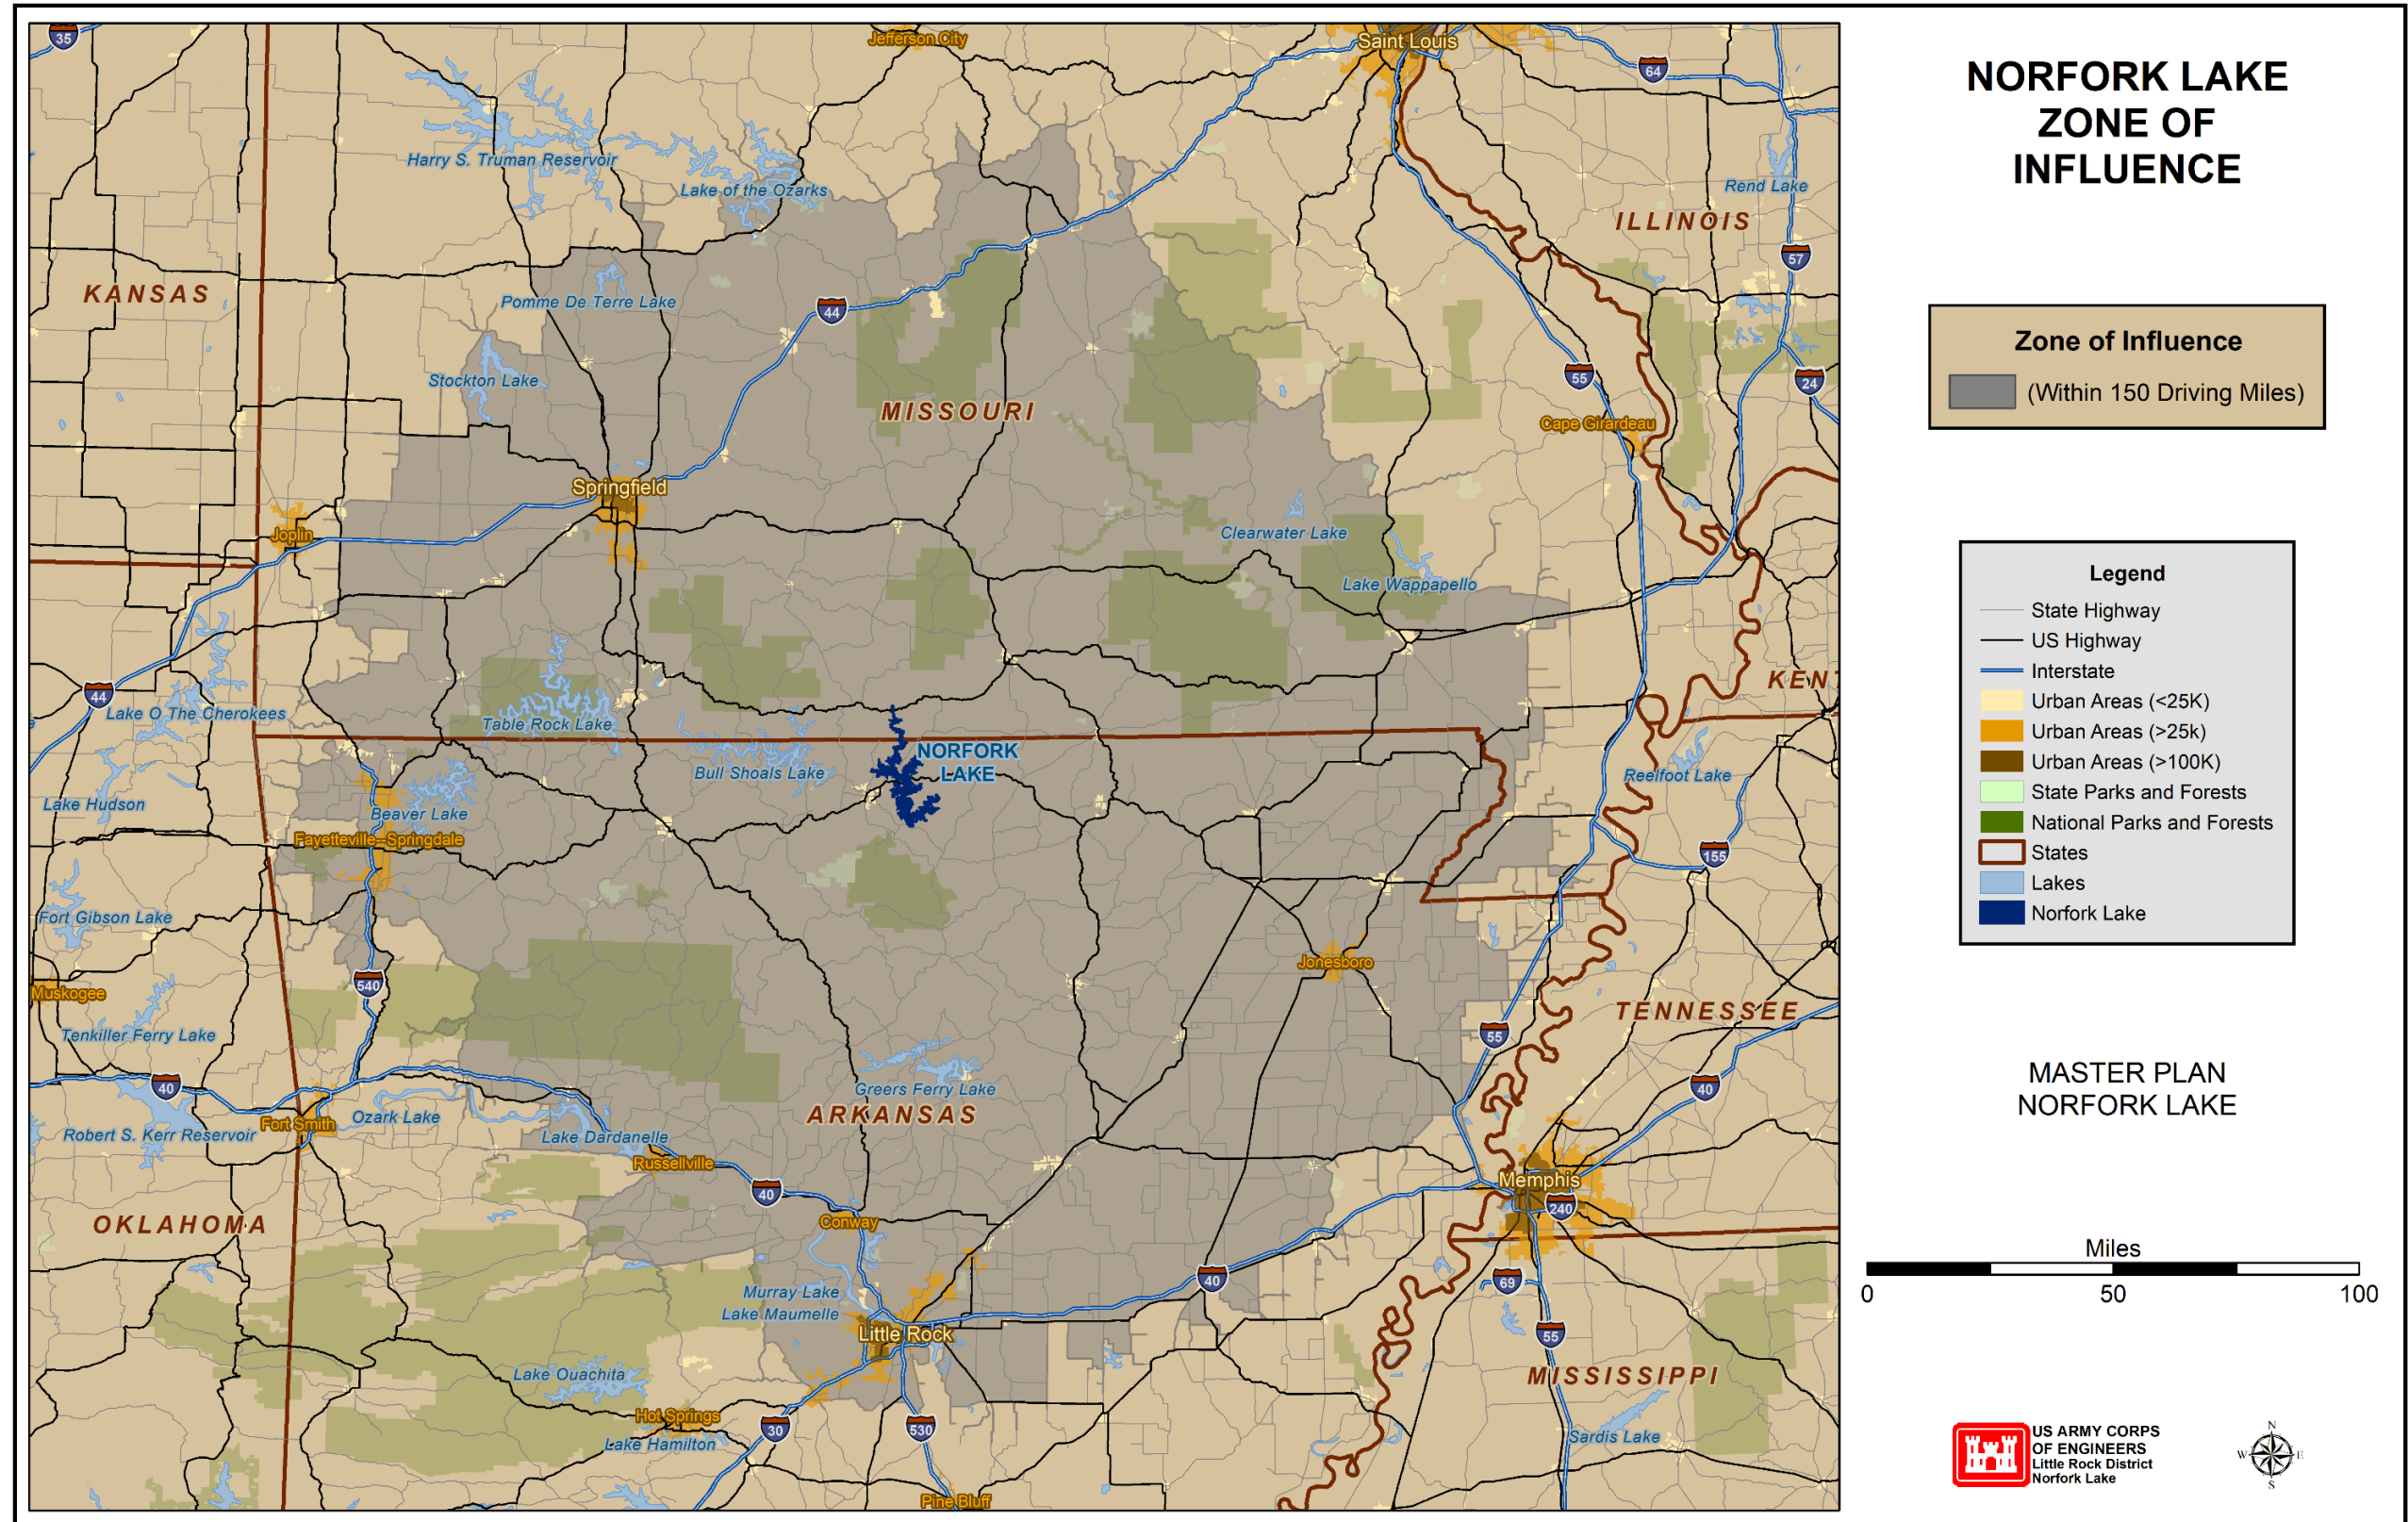 35
Jefferson City
Saint Louis
64
Harry S. Truman Reservoir
Lake of the Ozarks
Rend Lake
ILLINOIS
57
KANSAS
Pomme De Terre Lake
44
Stockton Lake
MISSOURI
55
24
Cape Girardeau
Springfield
Joplin
Clearwater Lake
Lake Wappapello
44
Lake O The Cherokees
Table Rock Lake
KENT
NORFORK
LAKE
Bull Shoals Lake
Reelfoot Lake
Lake Hudson
Beaver Lake
Fayetteville--Springdale
155
Fort Gibson Lake
Jonesboro
540
Muskogee
TENNESSEE
Tenkiller Ferry Lake
55
40
40
Greers Ferry Lake
ARKANSAS
Ozark Lake
Fort Smith
Robert S. Kerr Reservoir
Lake Dardanelle
Russellville
40
Memphis
240
OKLAHOMA
Conway
40
69
Murray Lake
Lake Maumelle
Little Rock
55
Lake Ouachita
MISSISSIPPI
Hot Springs
30
530
Lake Hamilton
Sardis Lake
Pine Bluff
NORFORK LAKE
ZONE OF
INFLUENCE
Zone of Influence
(Within 150 Driving Miles)
Legend
State Highway
US Highway
Interstate
Urban Areas (<25K)
Urban Areas (>25k)
Urban Areas (>100K)
State Parks and Forests
National Parks and Forests
States
Lakes
Norfork Lake
MASTER PLAN
NORFORK LAKE
Miles
0 50 100
US ARMY CORPS
OF ENGINEERS
Little Rock District
Norfork Lake
N
W E
S